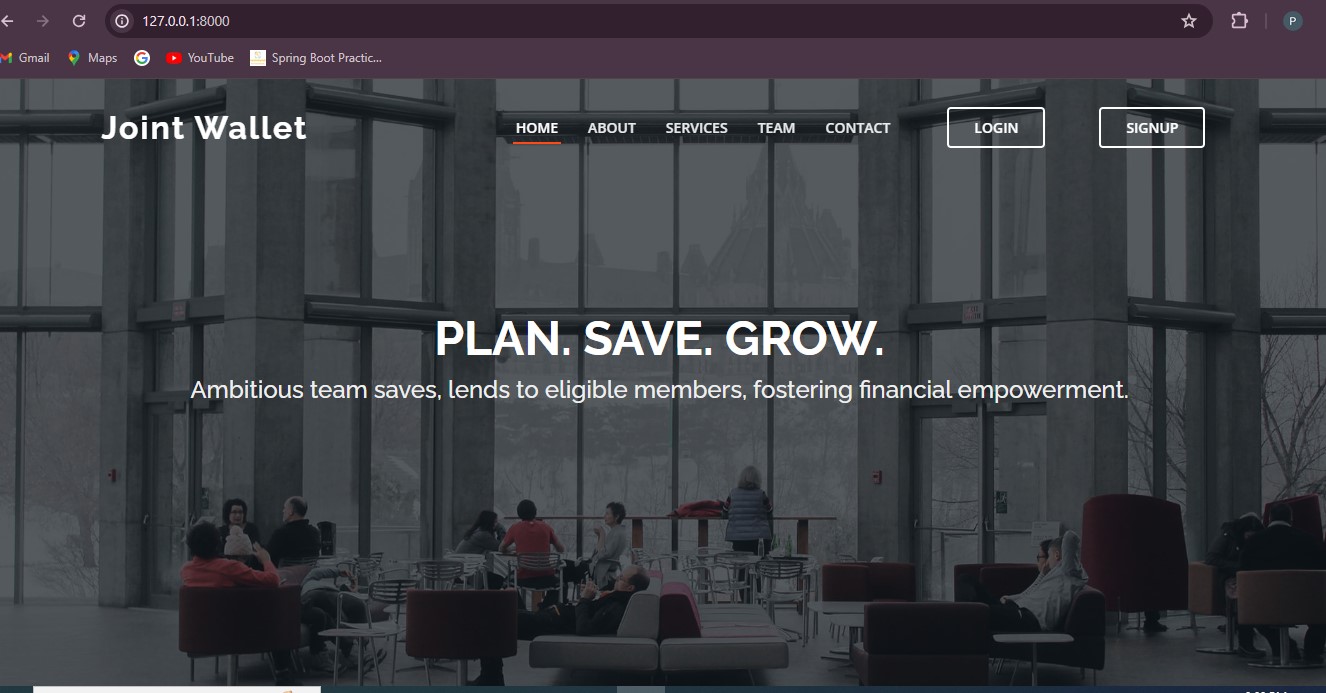 127.0.0.1:8000
P
Gmail
Maps
YouTube
Spring Boot Practic...
Joint Wallet
HOME
ABOUT
SERVICES
TEAM
CONTACT
LOGIN
SIGNUP
PLAN. SAVE. GROW.
Ambitious team saves, lends to eligible members, fostering financial empowerment.